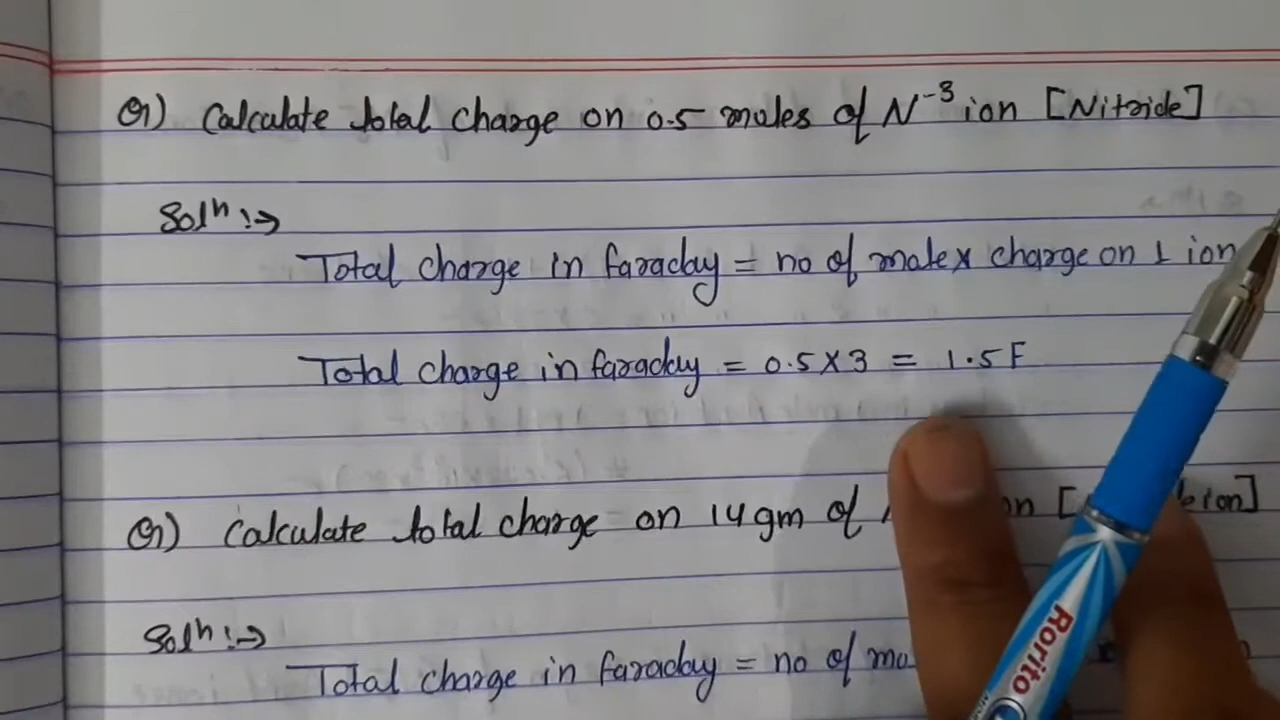 Q) Calculate total charge on 0.5 moles of N⁻³ ion [Nitride]
Solⁿ :→
Total charge in faraday = no of mole x charge on 1 ion
Total charge in faraday = 0.5 X 3 = 1.5 F
Q) Calculate total charge on 14 gm of
Solⁿ :→
Total charge in faraday = no of
Rorito